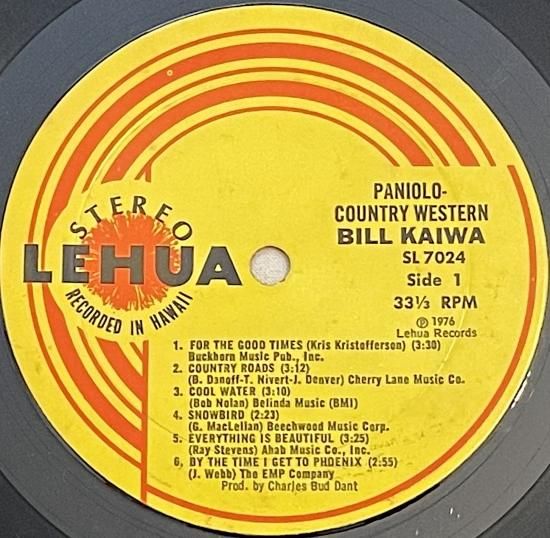 STEREO
LEHUA
RECORDED IN HAWAII
PANIOLO-
COUNTRY WESTERN
BILL KAIWA
SL 7024
Side 1
33⅓ RPM
℗ 1976
Lehua Records
1. FOR THE GOOD TIMES (Kris Kristofferson) (3:30)
Buckhorn Music Pub., Inc.
2. COUNTRY ROADS (3:12)
(B. Danoff-T. Nivert-J. Denver) Cherry Lane Music Co.
3. COOL WATER (3:10)
(Bob Nolan) Belinda Music (BMI)
4. SNOWBIRD (2:23)
(G. MacLellan) Beechwood Music Corp.
5. EVERYTHING IS BEAUTIFUL (3:25)
(Ray Stevens) Ahab Music Co., Inc.
6. BY THE TIME I GET TO PHOENIX (2:55)
(J. Webb) The EMP Company
Prod. by Charles Bud Dant